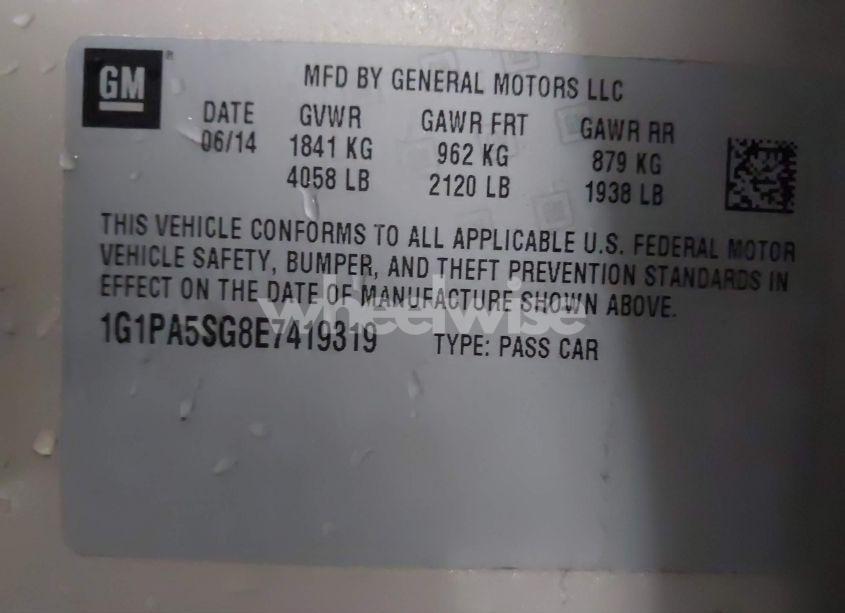 GM
MFD BY GENERAL MOTORS LLC
DATE GVWR GAWR FRT GAWR RR
06/14 1841 KG 962 KG 879 KG
4058 LB 2120 LB 1938 LB
THIS VEHICLE CONFORMS TO ALL APPLICABLE U.S. FEDERAL MOTOR
VEHICLE SAFETY, BUMPER, AND THEFT PREVENTION STANDARDS IN
EFFECT ON THE DATE OF MANUFACTURE SHOWN ABOVE.
wheelwise
1G1PA5SG8E7419319 TYPE: PASS CAR